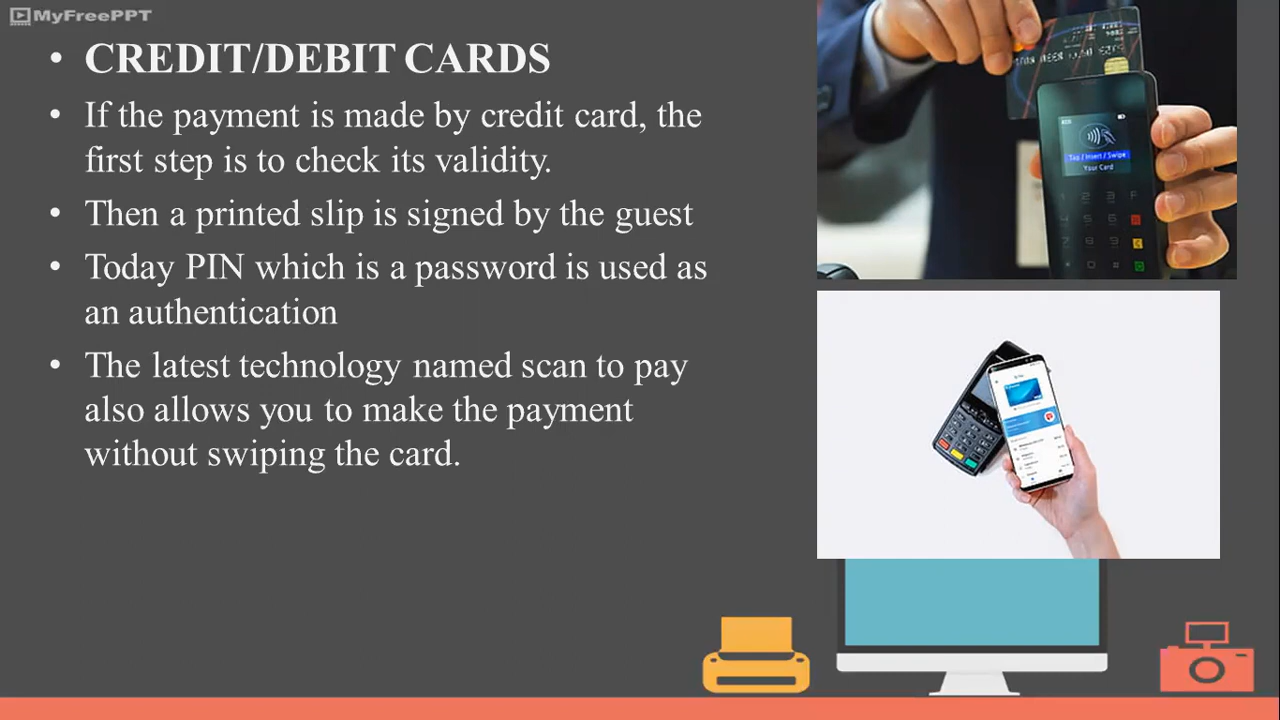 MyFreePPT
• CREDIT/DEBIT CARDS
• If the payment is made by credit card, the
first step is to check its validity.
• Then a printed slip is signed by the guest
• Today PIN which is a password is used as
an authentication
• The latest technology named scan to pay
also allows you to make the payment
without swiping the card.
Tap / Insert / Swipe
Your Card